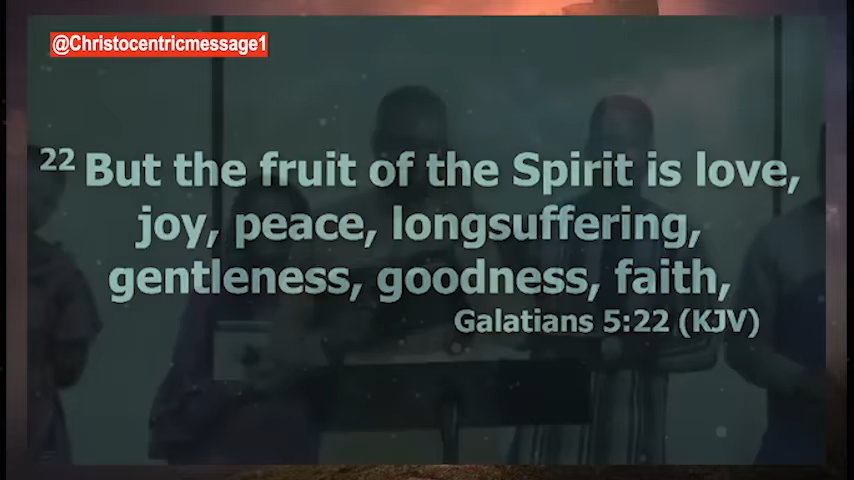 @Christocentricmessage1
22 But the fruit of the Spirit is love,
joy, peace, longsuffering,
gentleness, goodness, faith,
Galatians 5:22 (KJV)